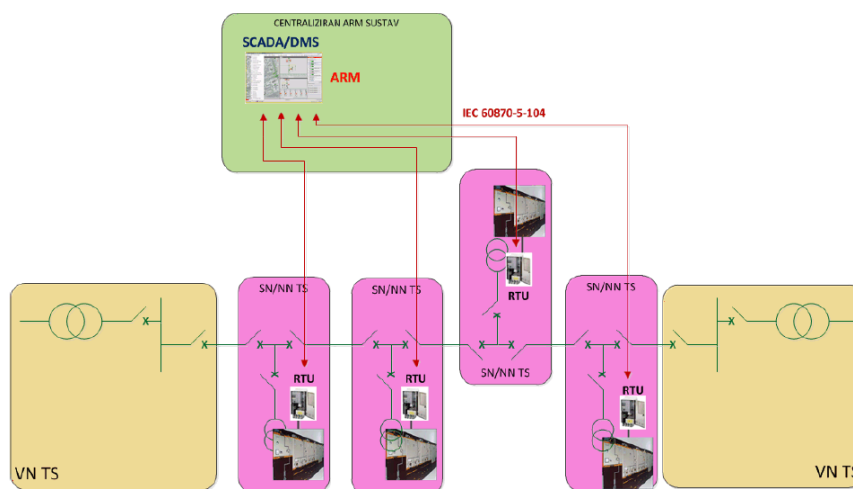 CENTRALIZIRAN ARM SUSTAV
SCADA/DMS
ARM
IEC 60870-5-104
SN/NN TS
SN/NN TS
RTU
SN/NN TS
SN/NN TS
RTU
RTU
RTU
VN TS
VN TS